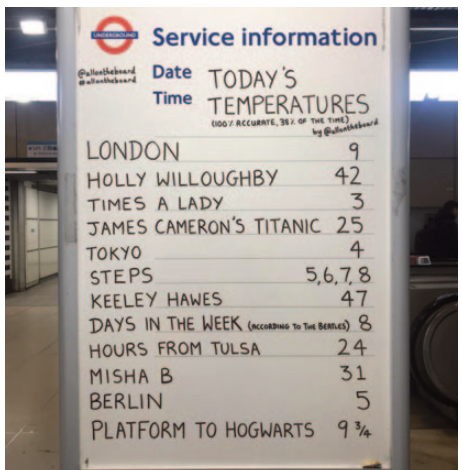 UNDERGROUND
Service information
@allontheboard
#allontheboard
Date TODAY'S
Time TEMPERATURES
(100% ACCURATE, 38% OF THE TIME)
by @allontheboard
LONDON 9
HOLLY WILLOUGHBY 42
TIMES A LADY 3
JAMES CAMERON'S TITANIC 25
TOKYO 4
STEPS 5,6,7,8
KEELEY HAWES 47
DAYS IN THE WEEK (ACCORDING TO THE BEATLES) 8
HOURS FROM TULSA 24
MISHA B 31
BERLIN 5
PLATFORM TO HOGWARTS 9 3/4